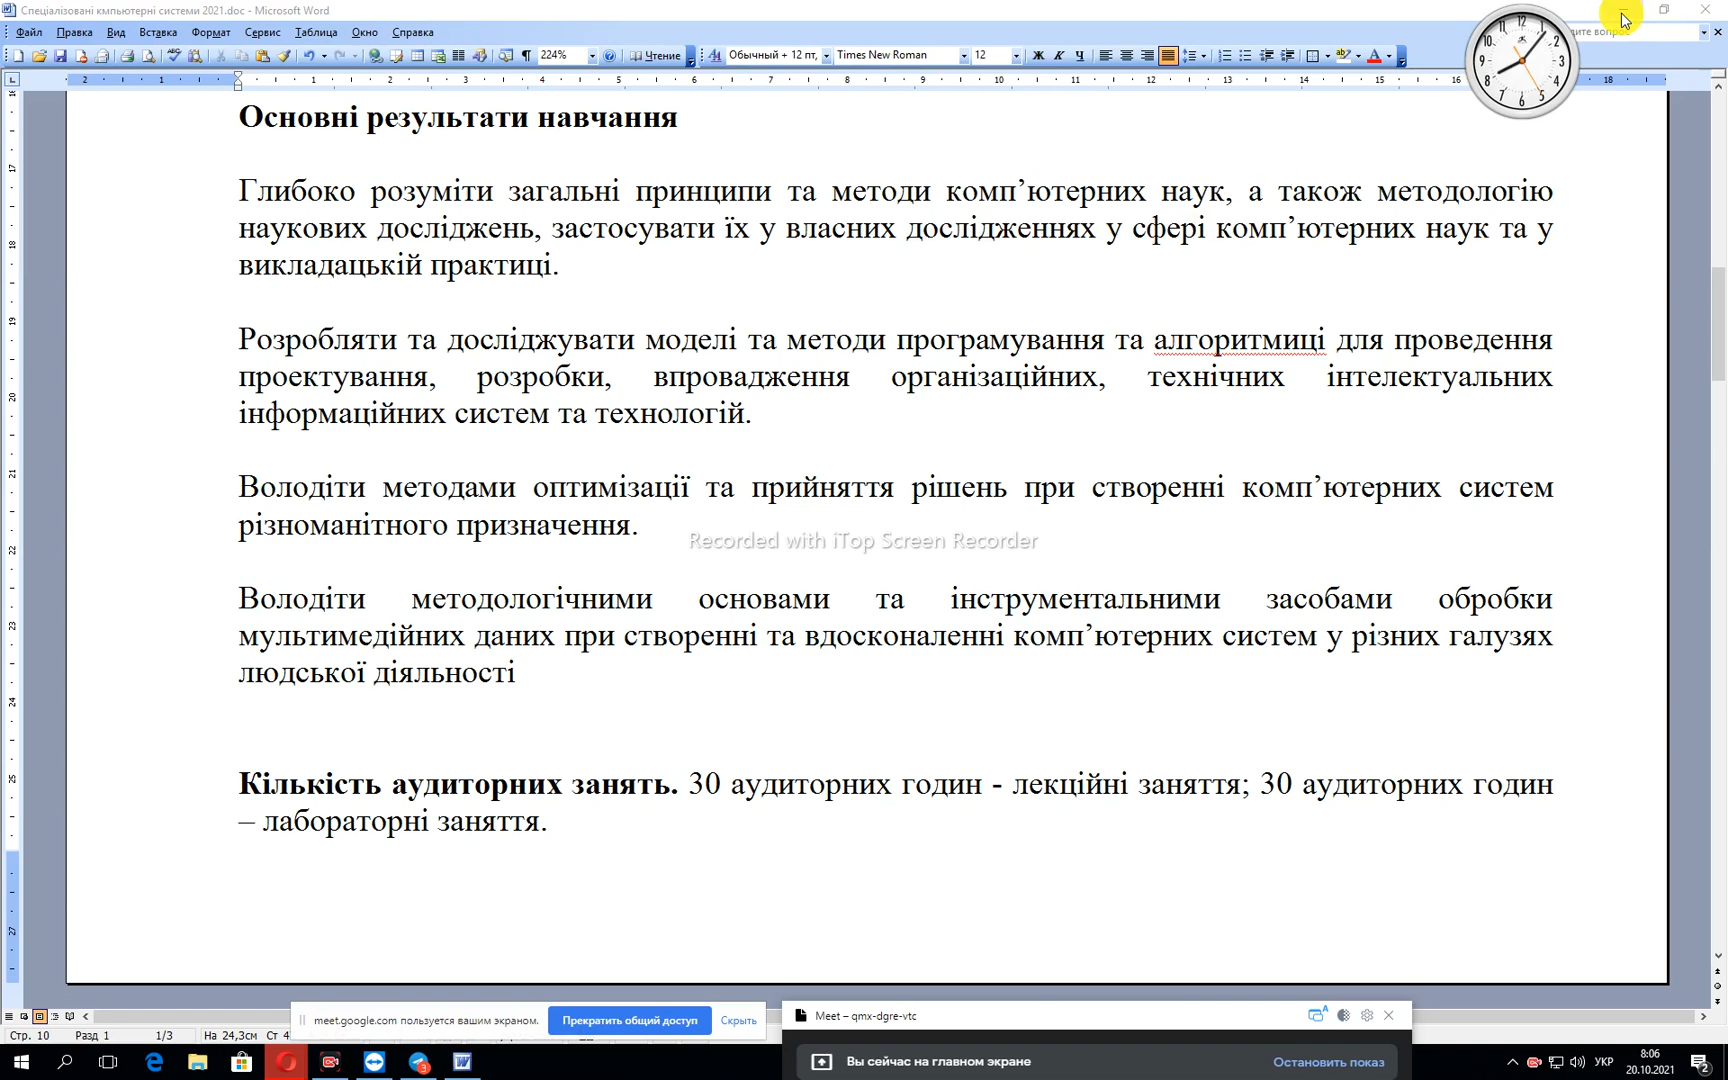 Спеціалізовані кмпьютерні системи 2021.doc - Microsoft Word
Файл Правка Вид Вставка Формат Сервис Таблица Окно Справка
224% Чтение Обычный + 12 пт, Times New Roman 12 Ж К Ч
Основні результати навчання
Глибоко розуміти загальні принципи та методи комп’ютерних наук, а також методологію
наукових досліджень, застосувати їх у власних дослідженнях у сфері комп’ютерних наук та у
викладацькій практиці.
Розробляти та досліджувати моделі та методи програмування та алгоритмиці для проведення
проектування, розробки, впровадження організаційних, технічних інтелектуальних
інформаційних систем та технологій.
Володіти методами оптимізації та прийняття рішень при створенні комп’ютерних систем
різноманітного призначення.
Recorded with iTop Screen Recorder
Володіти методологічними основами та інструментальними засобами обробки
мультимедійних даних при створенні та вдосконаленні комп’ютерних систем у різних галузях
людської діяльності
Кількість аудиторних занять. 30 аудиторних годин - лекційні заняття; 30 аудиторних годин
– лабораторні заняття.
meet.google.com пользуется вашим экраном. Прекратить общий доступ Скрыть
Meet – qmx-dgre-vtc
Стр. 10 Разд 1 1/3 На 24,3см
Вы сейчас на главном экране Остановить показ
УКР 8:06
20.10.2021